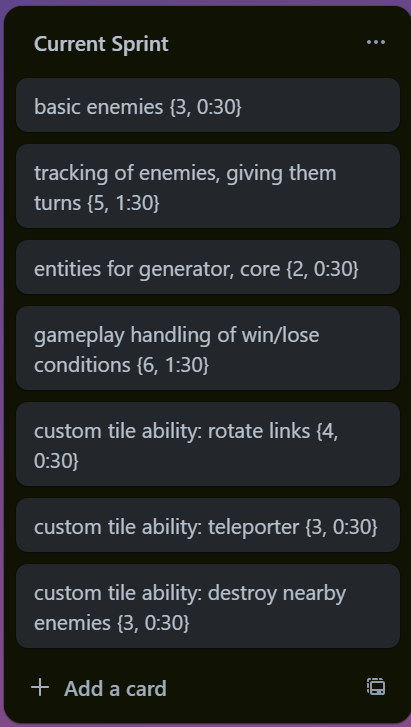 Current Sprint
basic enemies {3, 0:30}
tracking of enemies, giving them
turns {5, 1:30}
entities for generator, core {2, 0:30}
gameplay handling of win/lose
conditions {6, 1:30}
custom tile ability: rotate links {4,
0:30}
custom tile ability: teleporter {3, 0:30}
custom tile ability: destroy nearby
enemies {3, 0:30}
Add a card